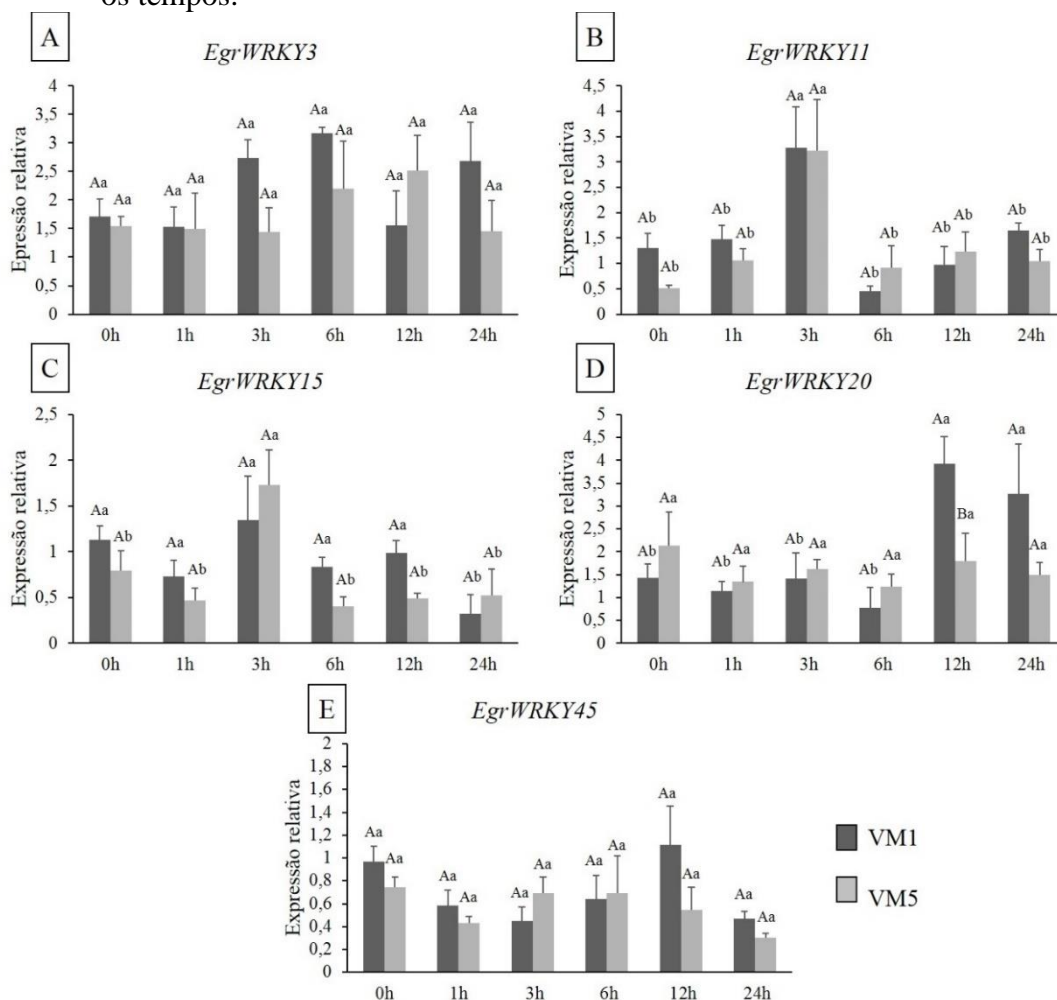 os tempos.
A
EgrWRKY3
Epressão relativa
4
3,5
3
2,5
2
1,5
1
0,5
0
Aa Aa Aa Aa Aa Aa Aa Aa Aa Aa Aa Aa
0h 1h 3h 6h 12h 24h
B
EgrWRKY11
Expressão relativa
4,5
4
3,5
3
2,5
2
1,5
1
0,5
0
Ab Ab Ab Ab Aa Aa Ab Ab Ab Ab Ab Ab
0h 1h 3h 6h 12h 24h
C
EgrWRKY15
Expressão relativa
2,5
2
1,5
1
0,5
0
Aa Ab Aa Ab Aa Aa Aa Ab Aa Ab Aa Ab
0h 1h 3h 6h 12h 24h
D
EgrWRKY20
Expressão relativa
5
4,5
4
3,5
3
2,5
2
1,5
1
0,5
0
Ab Aa Ab Aa Ab Aa Ab Aa Aa Ba Aa Aa
0h 1h 3h 6h 12h 24h
E
EgrWRKY45
Expressão relativa
2
1,8
1,6
1,4
1,2
1
0,8
0,6
0,4
0,2
0
Aa Aa Aa Aa Aa Aa Aa Aa Aa Aa Aa Aa
0h 1h 3h 6h 12h 24h
VM1
VM5